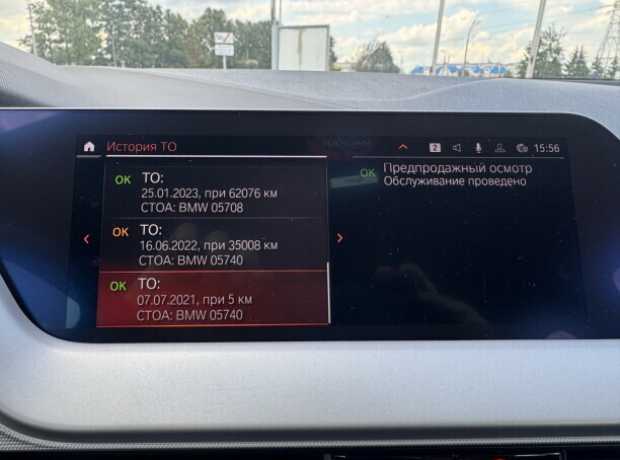 История ТО
2
15:56
OK ТО:
25.01.2023, при 62076 км
СТОА: BMW 05708
OK ТО:
16.06.2022, при 35008 км
СТОА: BMW 05740
OK ТО:
07.07.2021, при 5 км
СТОА: BMW 05740
OK Предпродажный осмотр
Обслуживание проведено